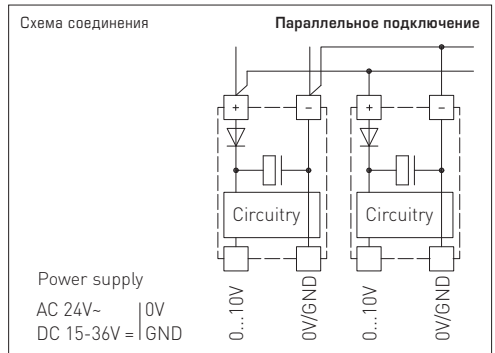 Схема соединения
Параллельное подключение
+ − + −
Circuitry Circuitry
Power supply
AC 24V~ | 0V
DC 15-36V = | GND
0...10V
0V/GND
0...10V
0V/GND